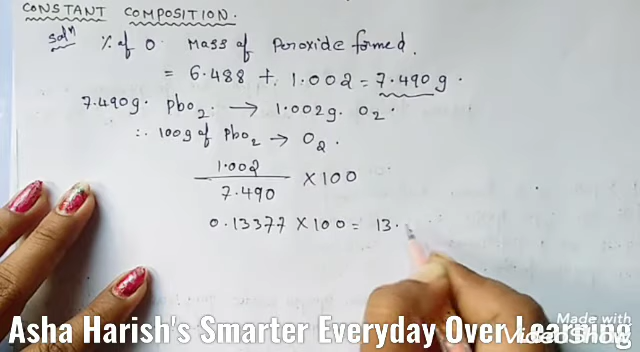 CONSTANT COMPOSITION.
Solⁿ % of O Mass of Peroxide formed.
= 6.488 + 1.002 = 7.490 g.
7.490g. PbO₂ → 1.002g. O₂.
∴ 100g of PbO₂ → O₂.
1.002
7.490 × 100
0.13377 × 100 = 13.
Made with
VideoShow
Asha Harish's Smarter Everyday Over Learning